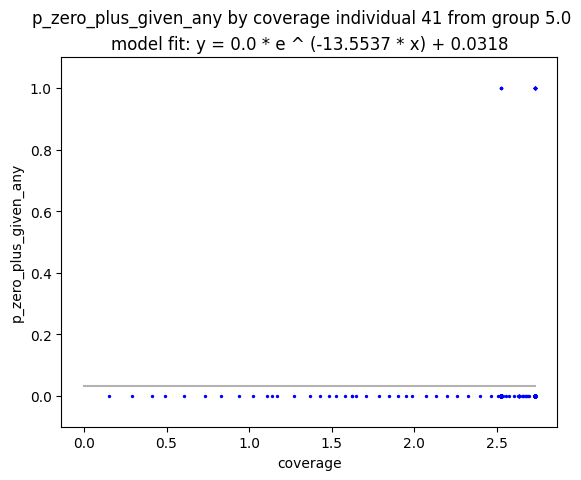 p_zero_plus_given_any by coverage individual 41 from group 5.0
model fit: y = 0.0 * e ^ (-13.5537 * x) + 0.0318
1.0
0.8
0.6
0.4
0.2
0.0
p_zero_plus_given_any
0.0 0.5 1.0 1.5 2.0 2.5
coverage